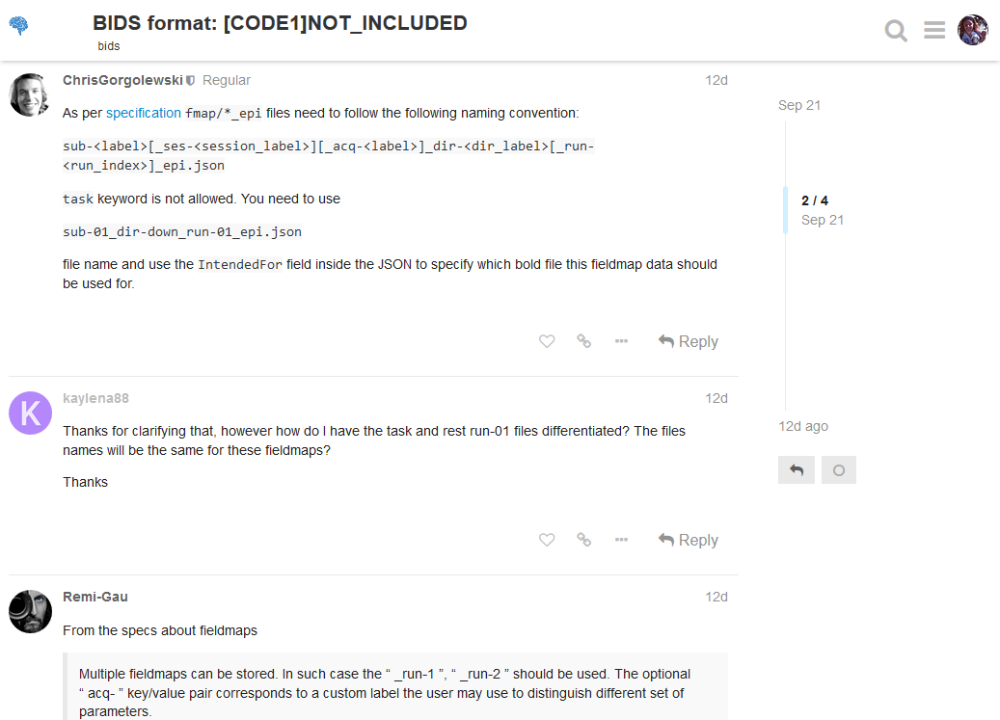 BIDS format: [CODE1]NOT_INCLUDED
bids
ChrisGorgolewski Regular 12d
As per specification fmap/*_epi files need to follow the following naming convention:
sub-<label>[_ses-<session_label>][_acq-<label>]_dir-<dir_label>[_run-
<run_index>]_epi.json
task keyword is not allowed. You need to use
sub-01_dir-down_run-01_epi.json
file name and use the IntendedFor field inside the JSON to specify which bold file this fieldmap data should
be used for.
Reply
Sep 21
2 / 4
Sep 21
12d ago
K
kaylena88 12d
Thanks for clarifying that, however how do I have the task and rest run-01 files differentiated? The files
names will be the same for these fieldmaps?
Thanks
Reply
Remi-Gau 12d
From the specs about fieldmaps
Multiple fieldmaps can be stored. In such case the “ _run-1 ”, “ _run-2 ” should be used. The optional
“ acq- ” key/value pair corresponds to a custom label the user may use to distinguish different set of
parameters.